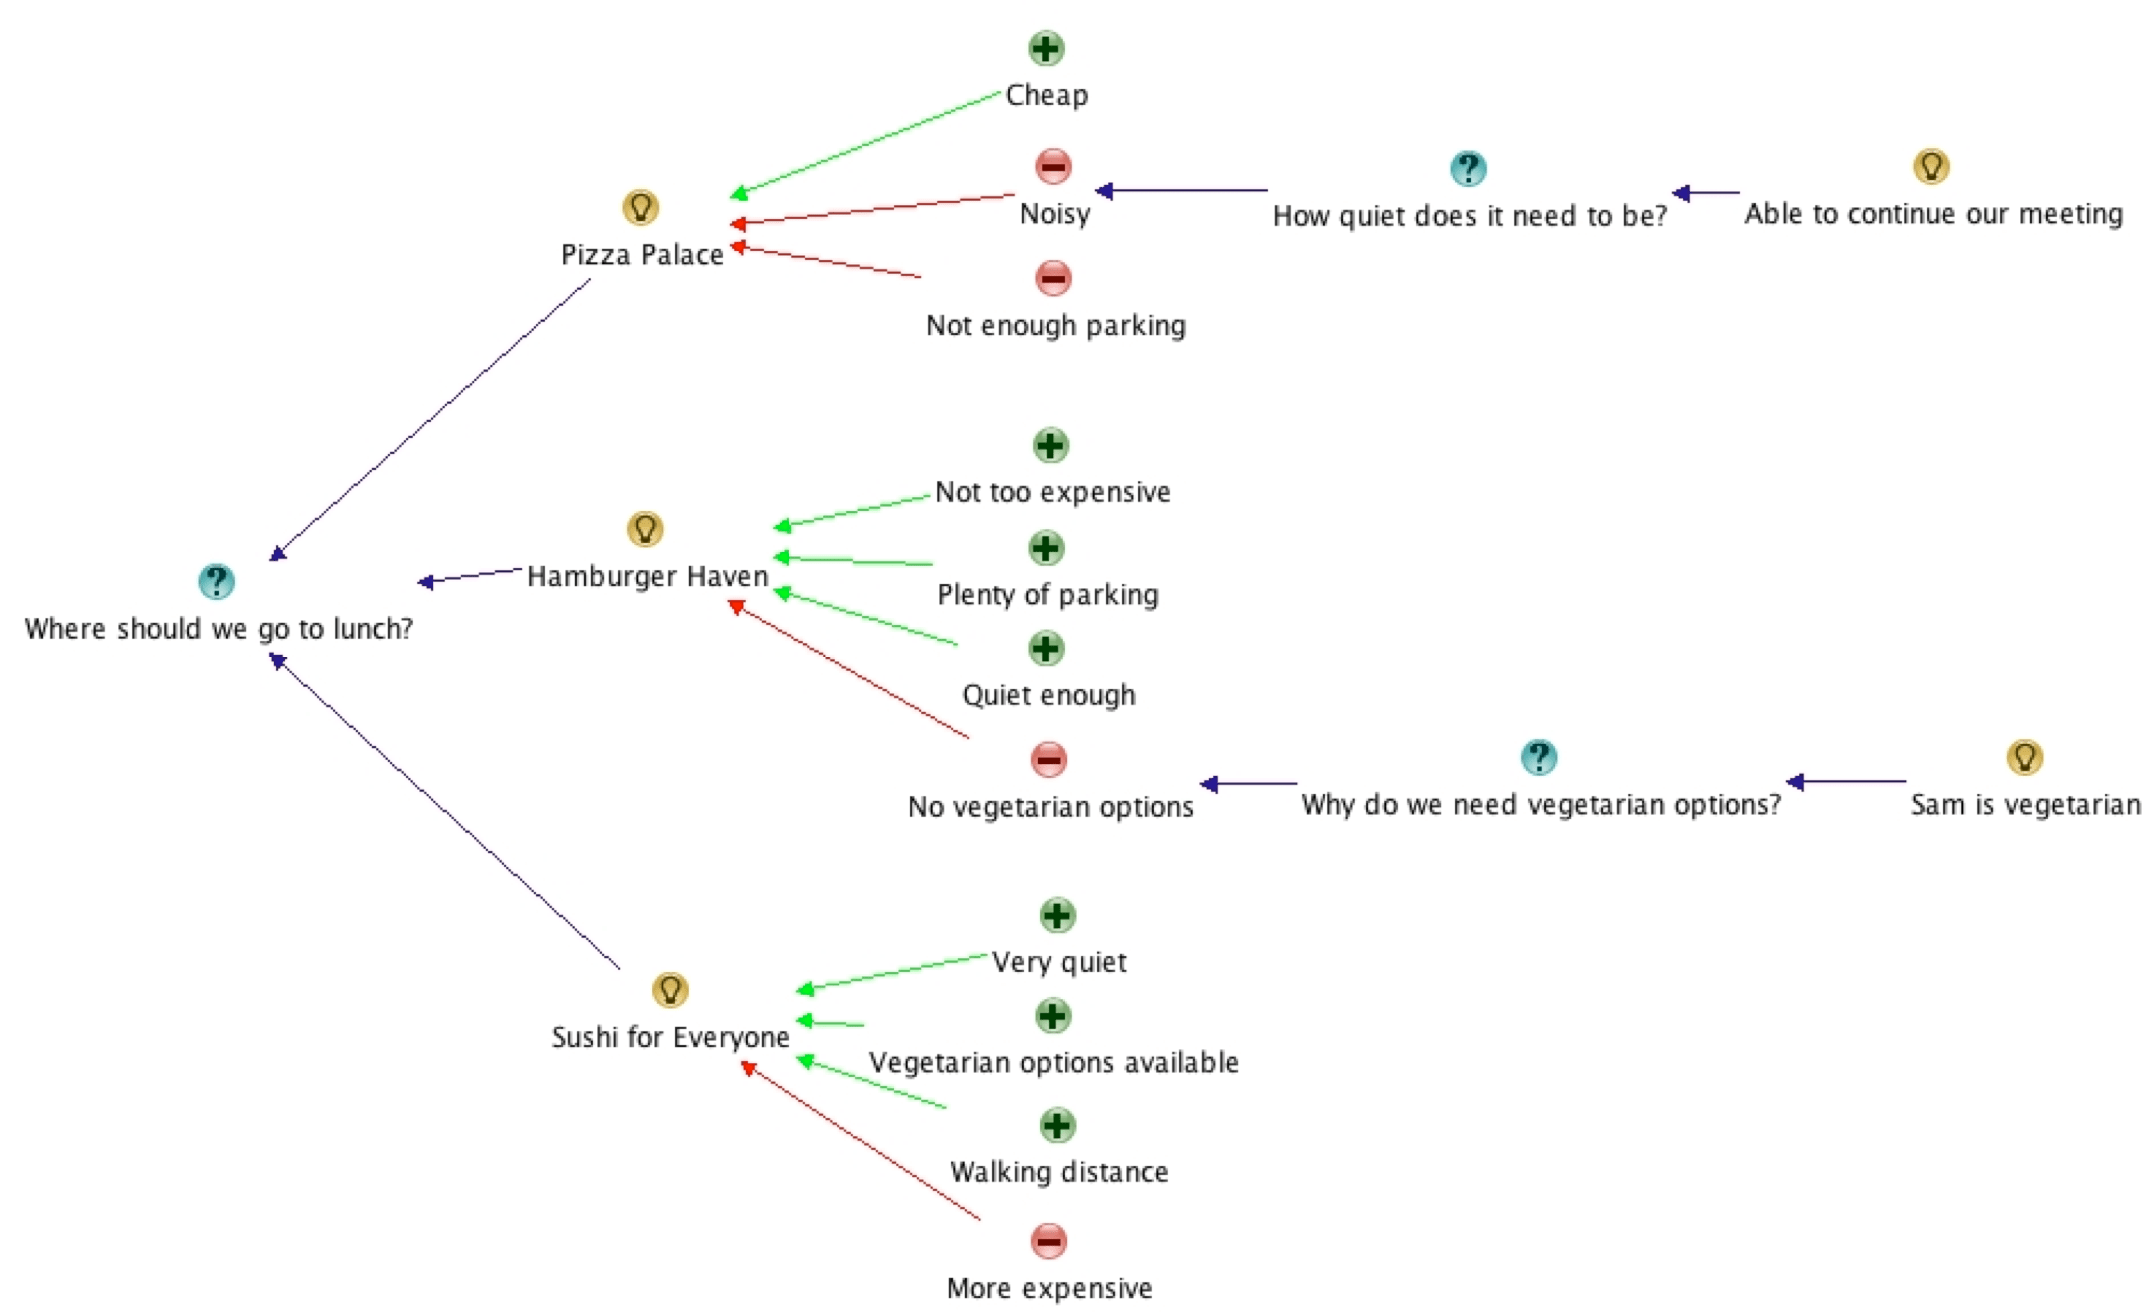 Cheap
Noisy
How quiet does it need to be?
Able to continue our meeting
Pizza Palace
Not enough parking
Not too expensive
Hamburger Haven
Plenty of parking
Where should we go to lunch?
Quiet enough
No vegetarian options
Why do we need vegetarian options?
Sam is vegetarian
Very quiet
Sushi for Everyone
Vegetarian options available
Walking distance
More expensive